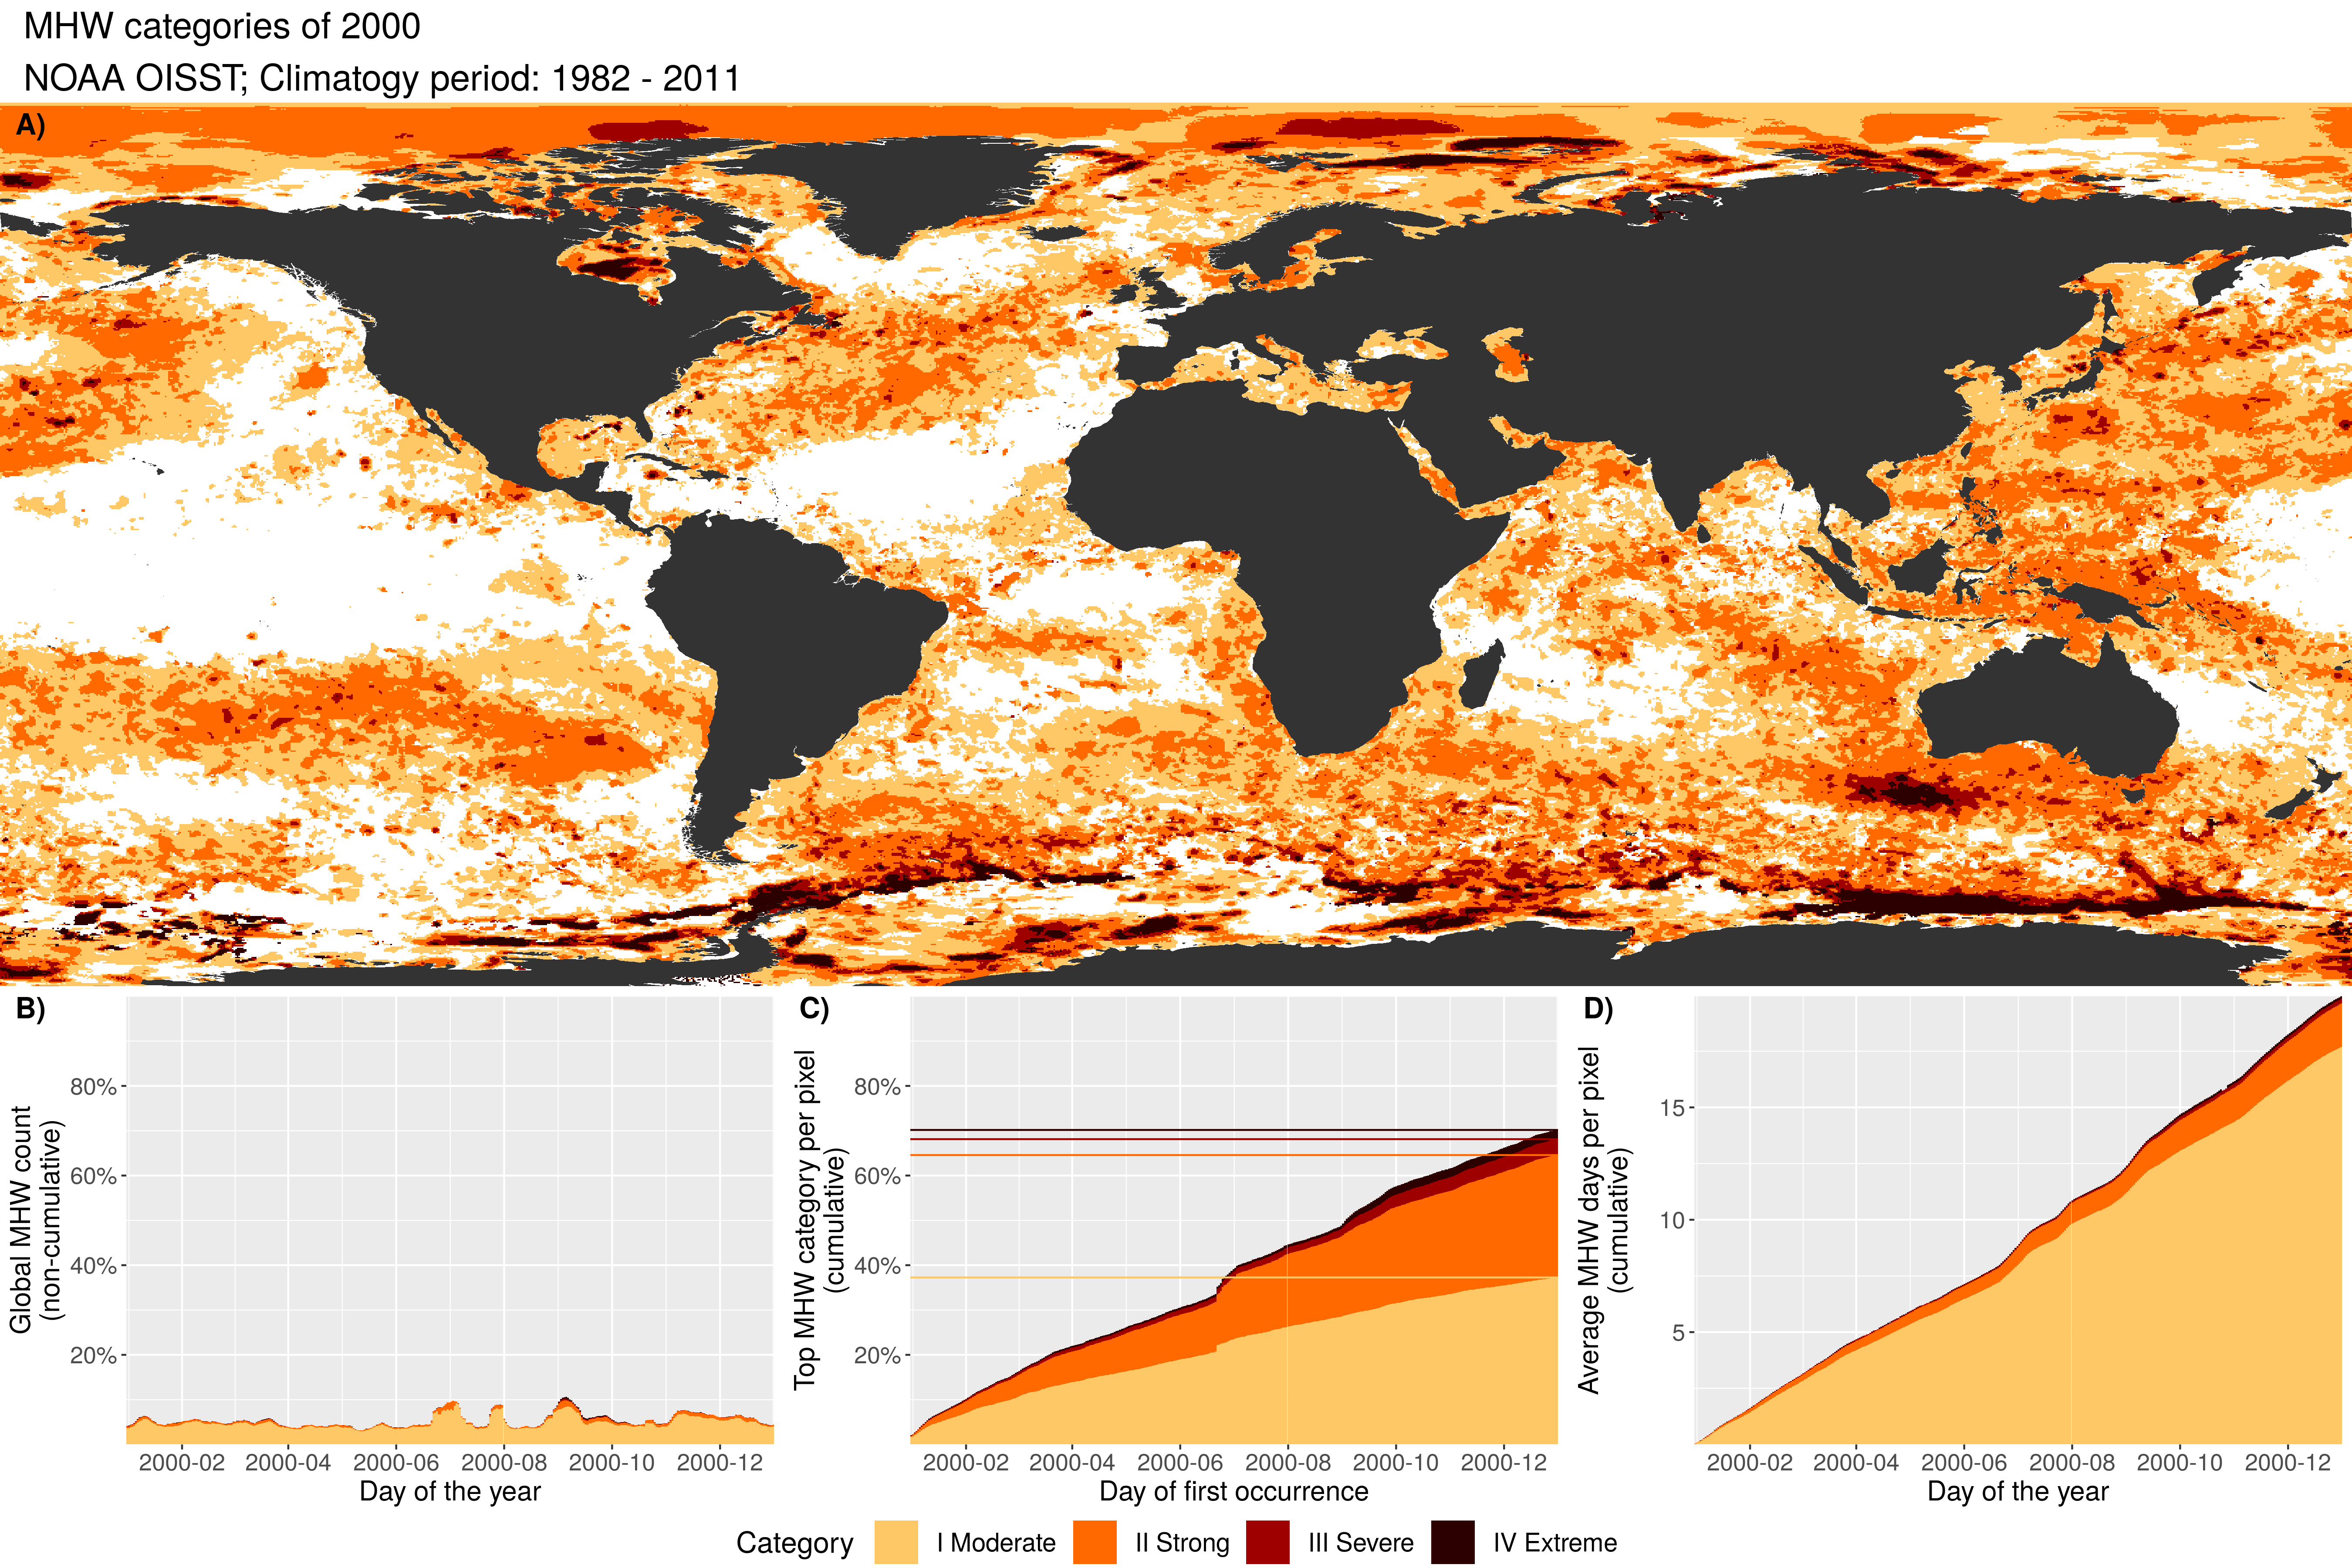 MHW categories of 2000
NOAA OISST; Climatogy period: 1982 - 2011
A)
B)
Global MHW count
(non-cumulative)
80%
60%
40%
20%
2000-02 2000-04 2000-06 2000-08 2000-10 2000-12
Day of the year
C)
Top MHW category per pixel
(cumulative)
80%
60%
40%
20%
2000-02 2000-04 2000-06 2000-08 2000-10 2000-12
Day of first occurrence
D)
Average MHW days per pixel
(cumulative)
15
10
5
2000-02 2000-04 2000-06 2000-08 2000-10 2000-12
Day of the year
Category I Moderate II Strong III Severe IV Extreme